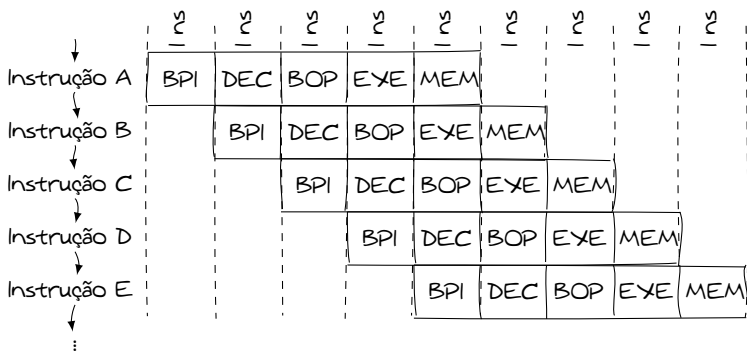 1ns 1ns 1ns 1ns 1ns 1ns 1ns 1ns 1ns
Instrução A BPI DEC BOP EXE MEM
Instrução B BPI DEC BOP EXE MEM
Instrução C BPI DEC BOP EXE MEM
Instrução D BPI DEC BOP EXE MEM
Instrução E BPI DEC BOP EXE MEM
...